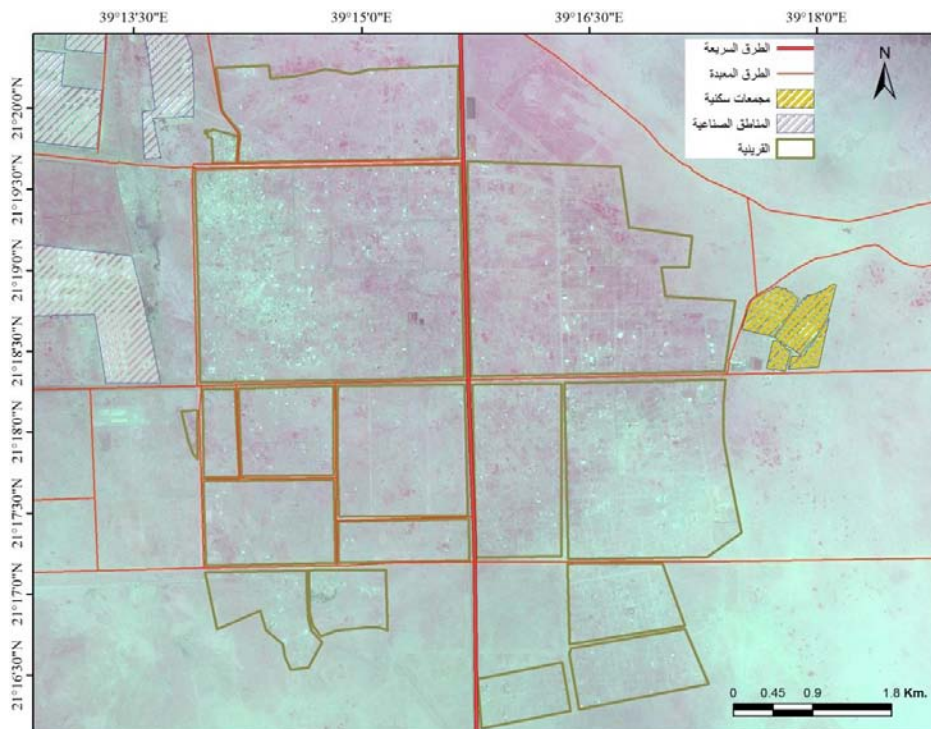 39°13'30"E 39°15'0"E 39°16'30"E 39°18'0"E
21°20'0"N
21°19'30"N
21°19'0"N
21°18'30"N
21°18'0"N
21°17'30"N
21°17'0"N
21°16'30"N
الطرق السريعة
الطرق المعبدة
مجمعات سكنية
المناطق الصناعية
القرينية
N
0 0.45 0.9 1.8 Km.